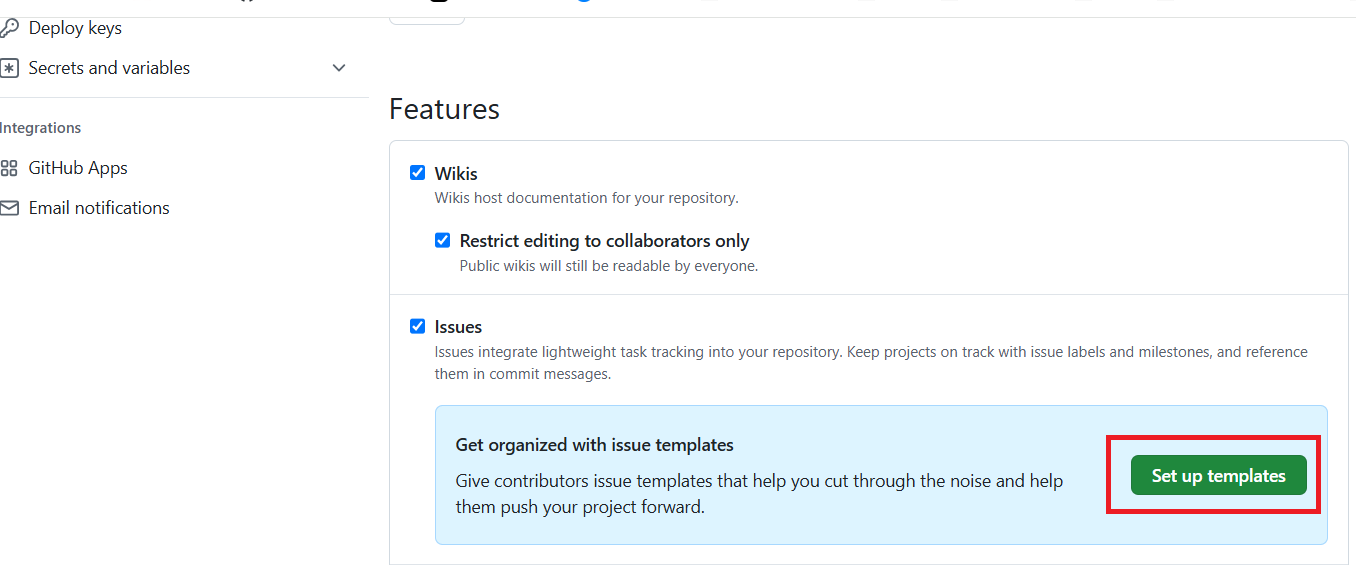 Deploy keys
Secrets and variables
Integrations
GitHub Apps
Email notifications
Features
Wikis
Wikis host documentation for your repository.
Restrict editing to collaborators only
Public wikis will still be readable by everyone.
Issues
Issues integrate lightweight task tracking into your repository. Keep projects on track with issue labels and milestones, and reference
them in commit messages.
Get organized with issue templates
Give contributors issue templates that help you cut through the noise and help
them push your project forward.
Set up templates